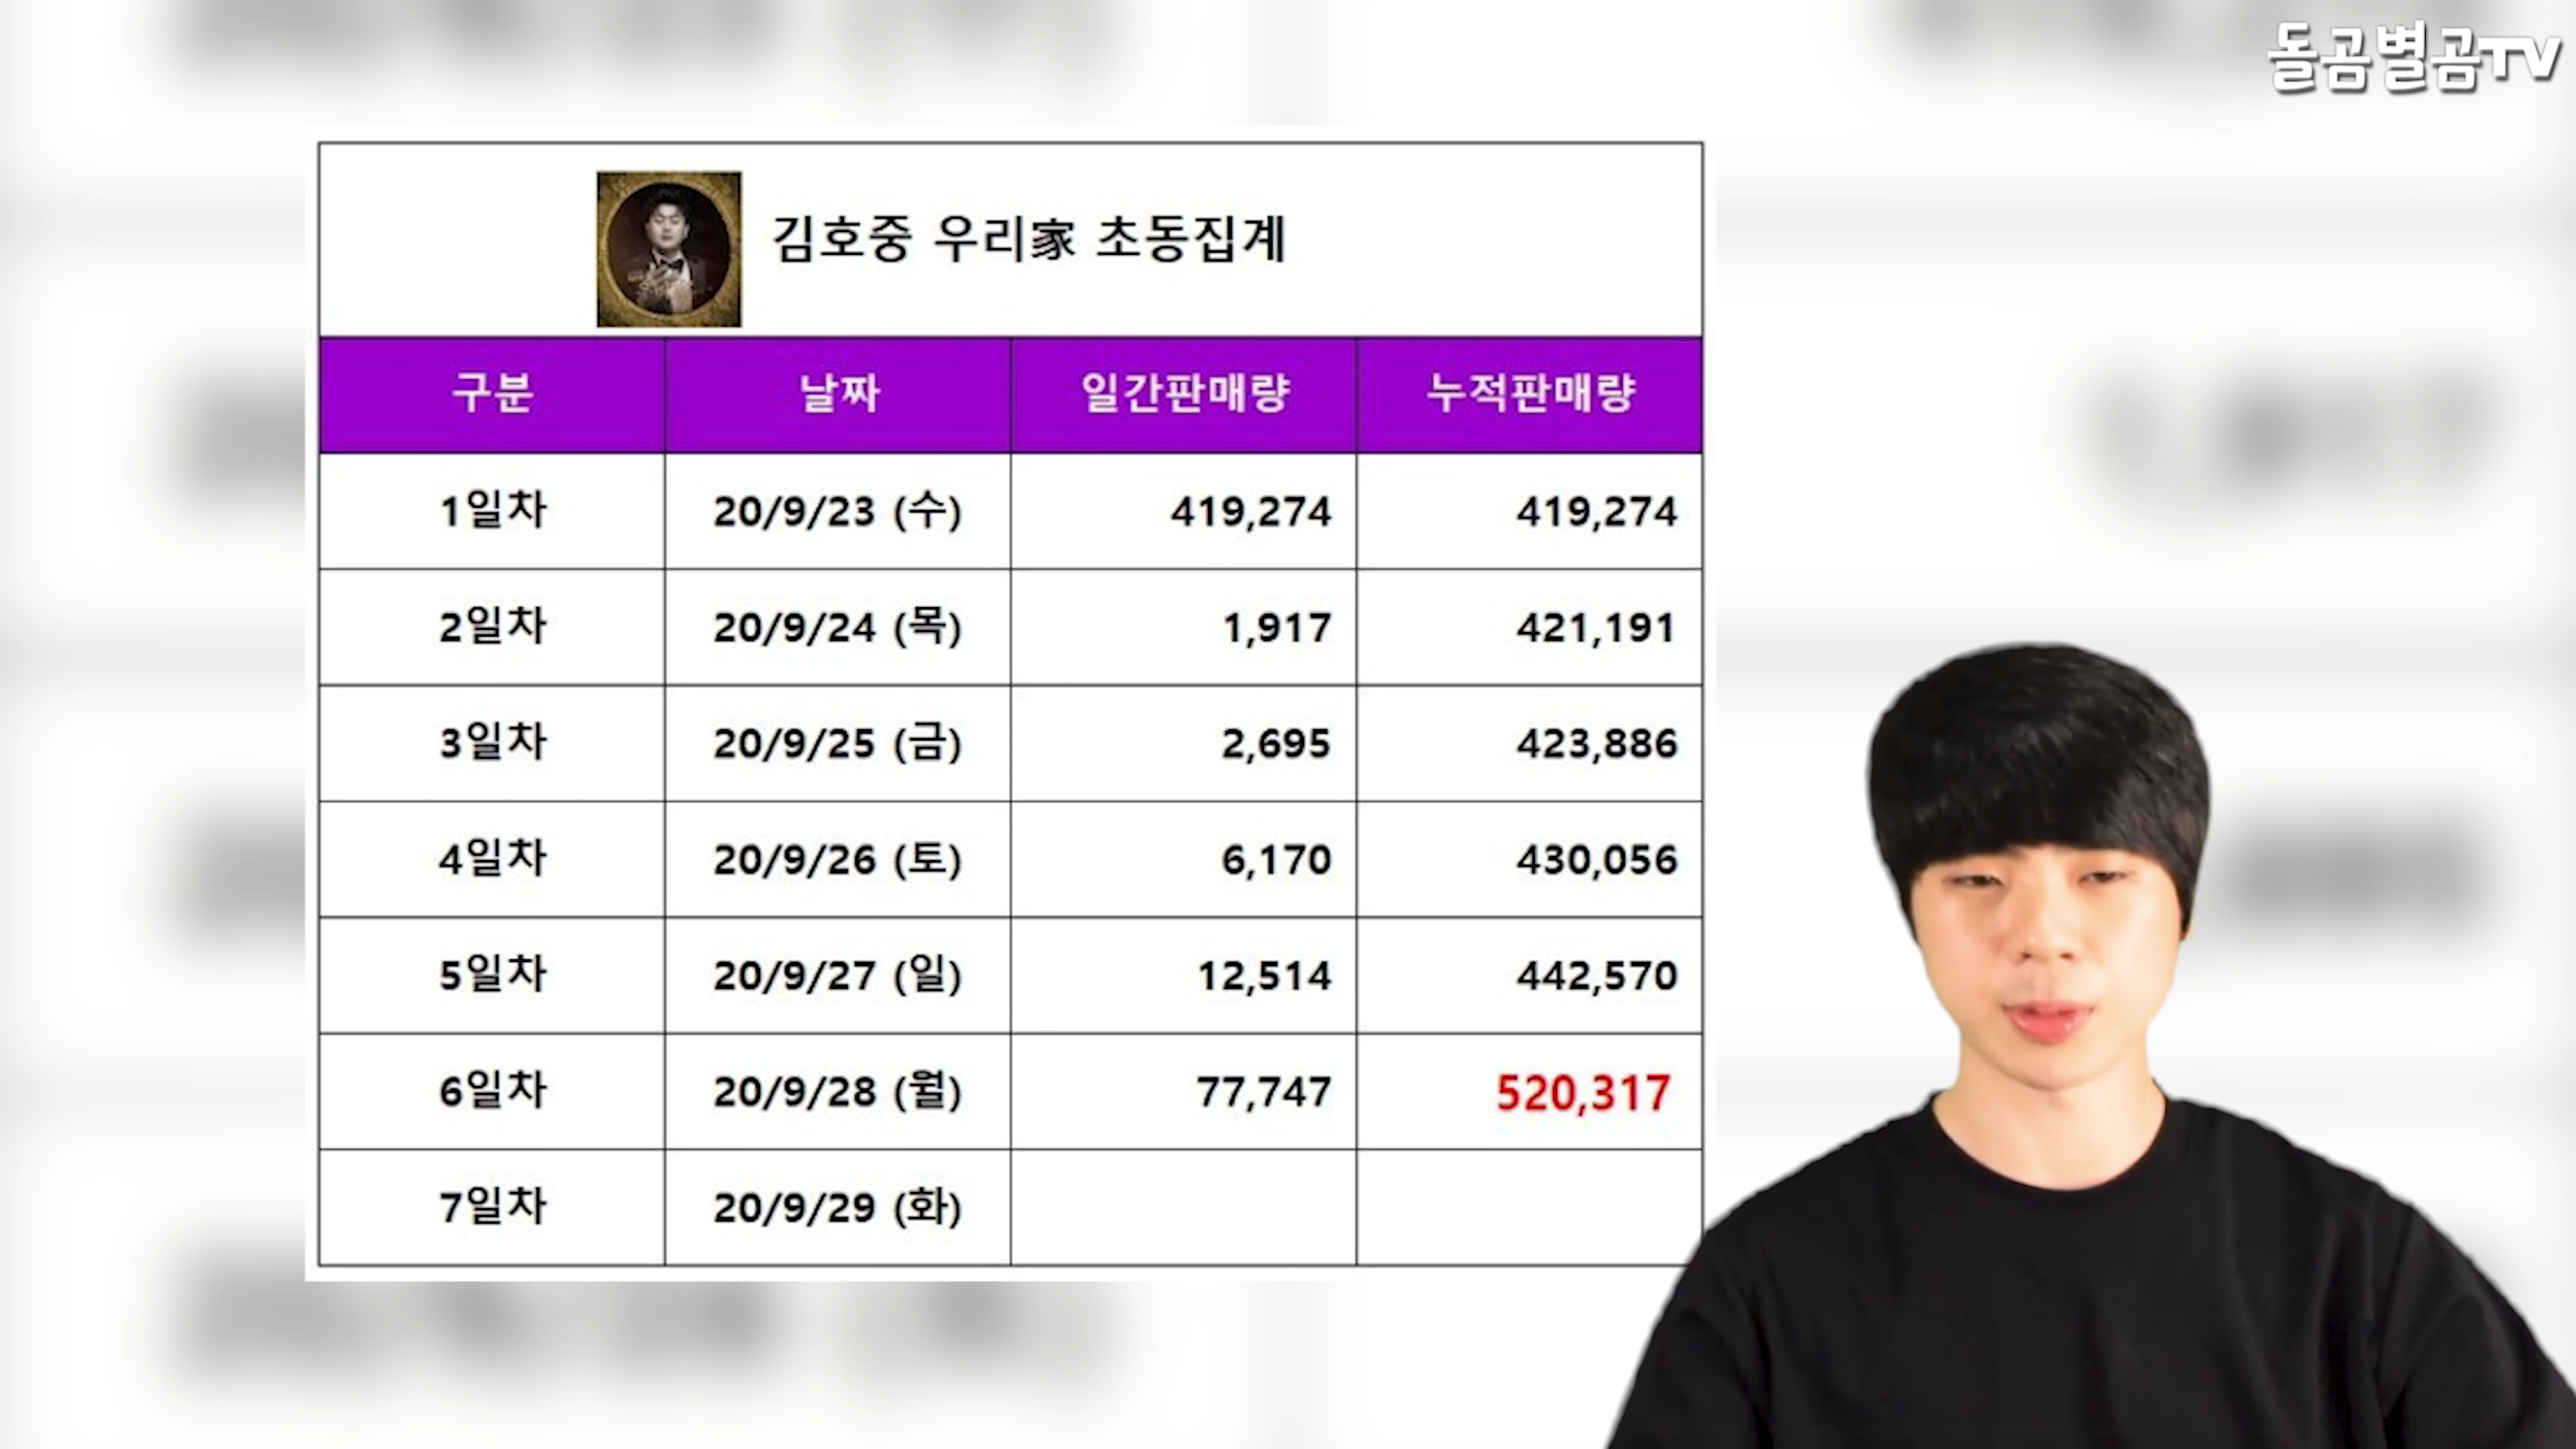 돌곰별곰TV
김호중 우리家 초동집계
구분 날짜 일간판매량 누적판매량
1일차 20/9/23 (수) 419,274 419,274
2일차 20/9/24 (목) 1,917 421,191
3일차 20/9/25 (금) 2,695 423,886
4일차 20/9/26 (토) 6,170 430,056
5일차 20/9/27 (일) 12,514 442,570
6일차 20/9/28 (월) 77,747 520,317
7일차 20/9/29 (화)